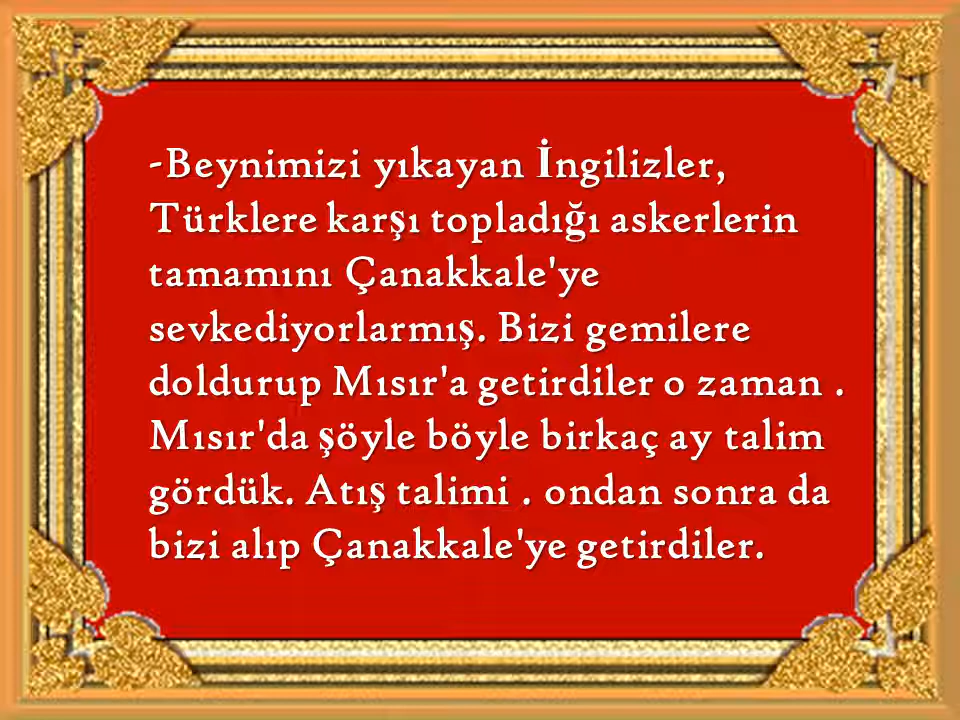 -Beynimizi yıkayan İngilizler,
Türklere karşı topladığı askerlerin
tamamını Çanakkale'ye
sevkediyorlarmış. Bizi gemilere
doldurup Mısır'a getirdiler o zaman .
Mısır'da şöyle böyle birkaç ay talim
gördük. Atış talimi . ondan sonra da
bizi alıp Çanakkale'ye getirdiler.